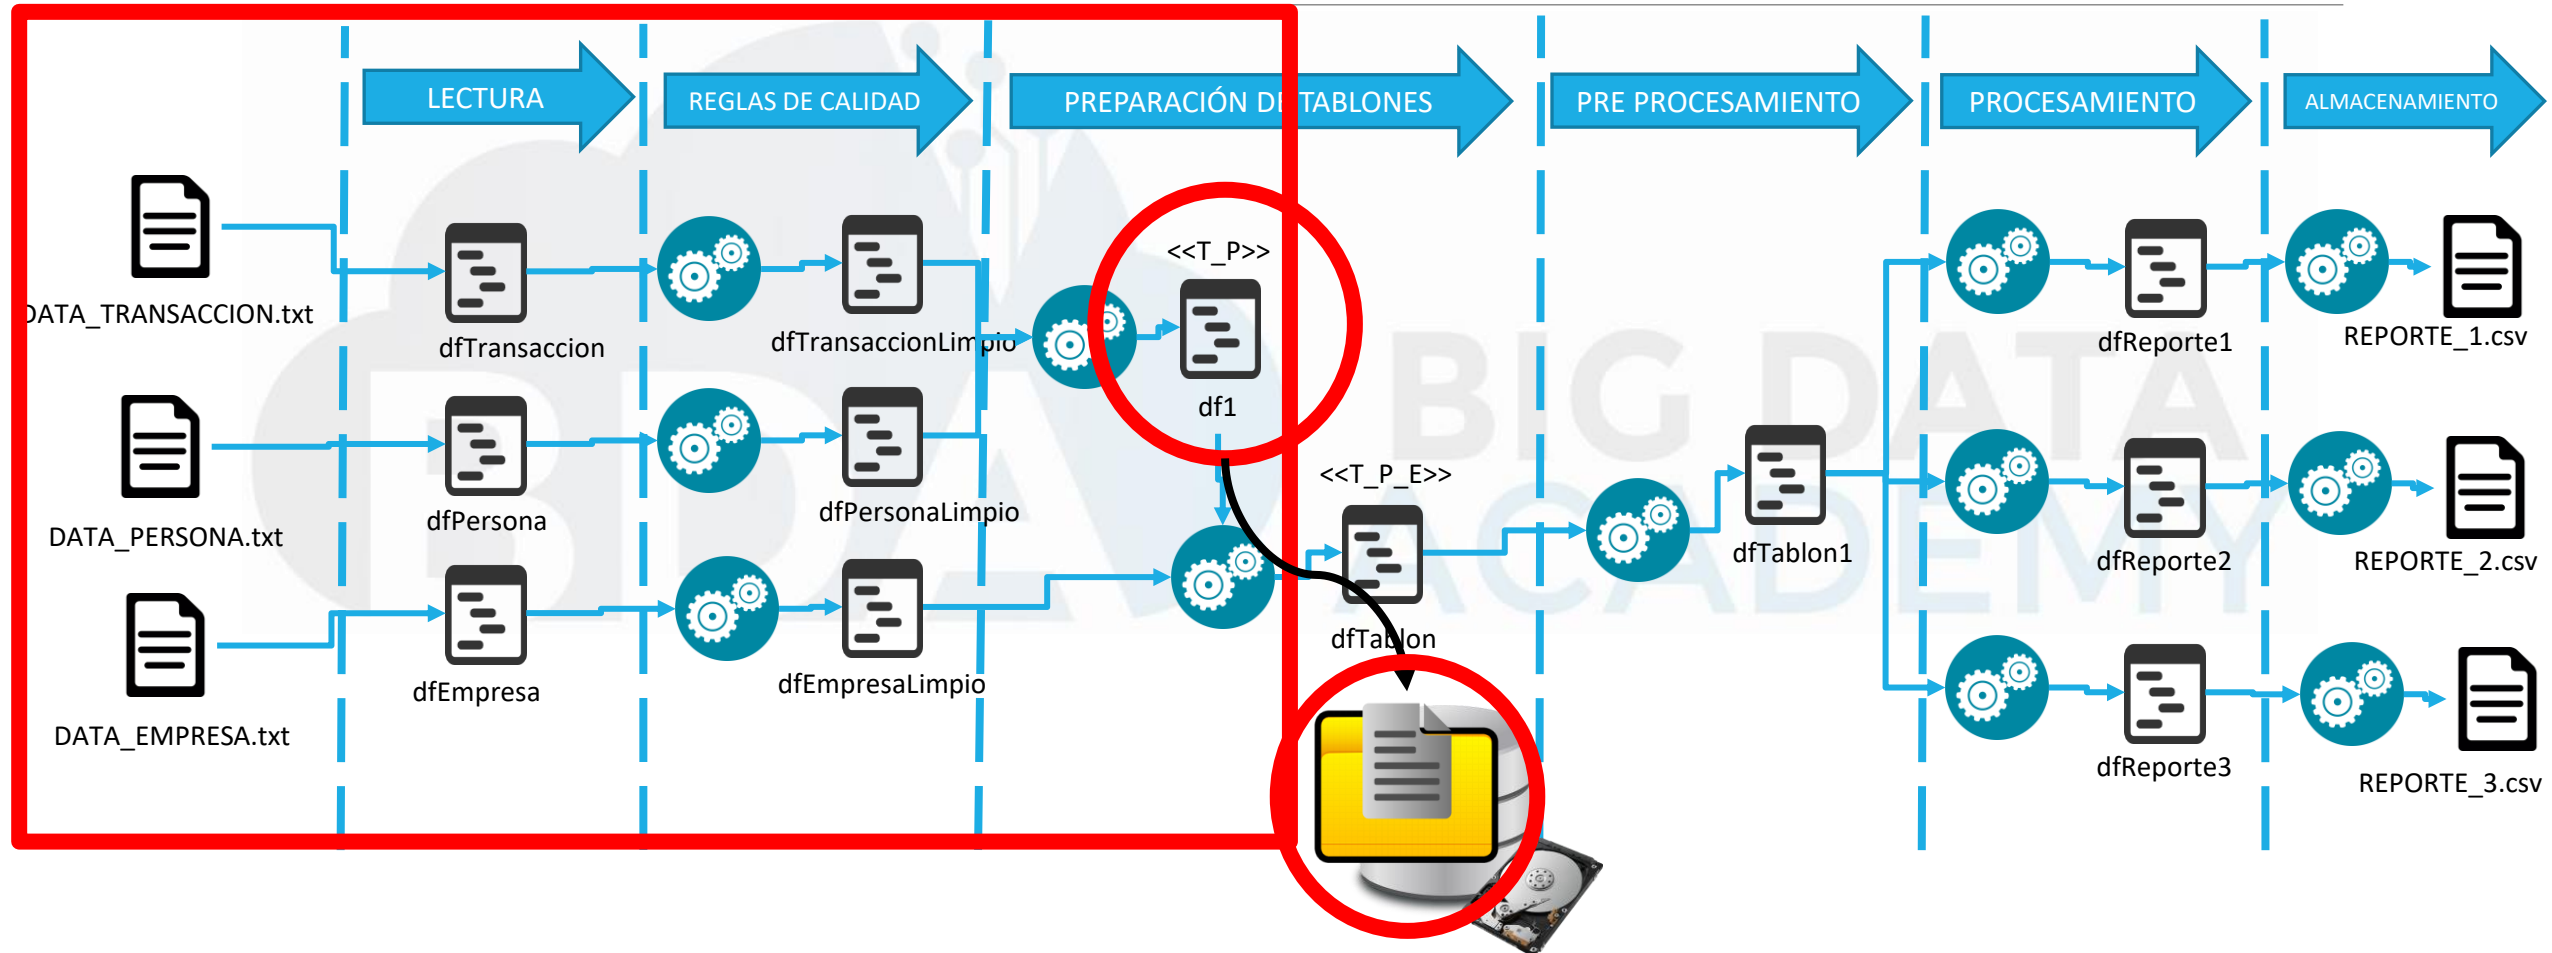 LECTURA
REGLAS DE CALIDAD
PREPARACIÓN DE TABLONES
PRE PROCESAMIENTO
PROCESAMIENTO
ALMACENAMIENTO
DATA_TRANSACCION.txt
dfTransaccion
dfTransaccionLimpio
<<T_P>>
df1
dfReporte1
REPORTE_1.csv
DATA_PERSONA.txt
dfPersona
dfPersonaLimpio
<<T_P_E>>
dfTablon
dfTablon1
dfReporte2
REPORTE_2.csv
DATA_EMPRESA.txt
dfEmpresa
dfEmpresaLimpio
dfReporte3
REPORTE_3.csv
BDA
BIG DATA
ACADEMY